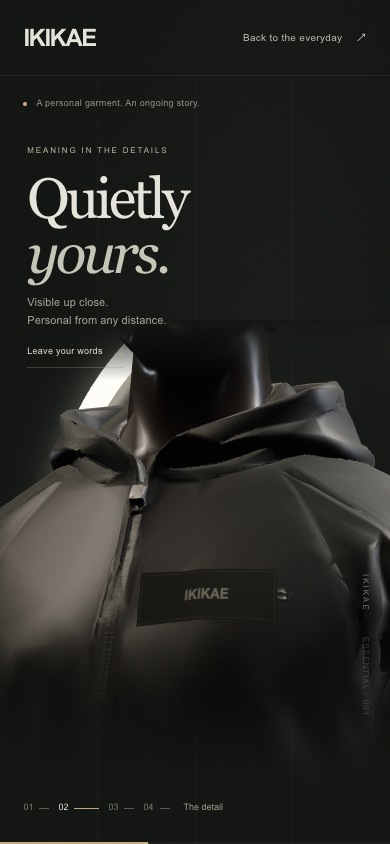 IKIKAE
Back to the everyday ↗
A personal garment. An ongoing story.
MEANING IN THE DETAILS
Quietly
yours.
Visible up close.
Personal from any distance.
Leave your words
IKIKAE
IKIKAE ESSENTIAL / 001
01 02 03 04 The detail